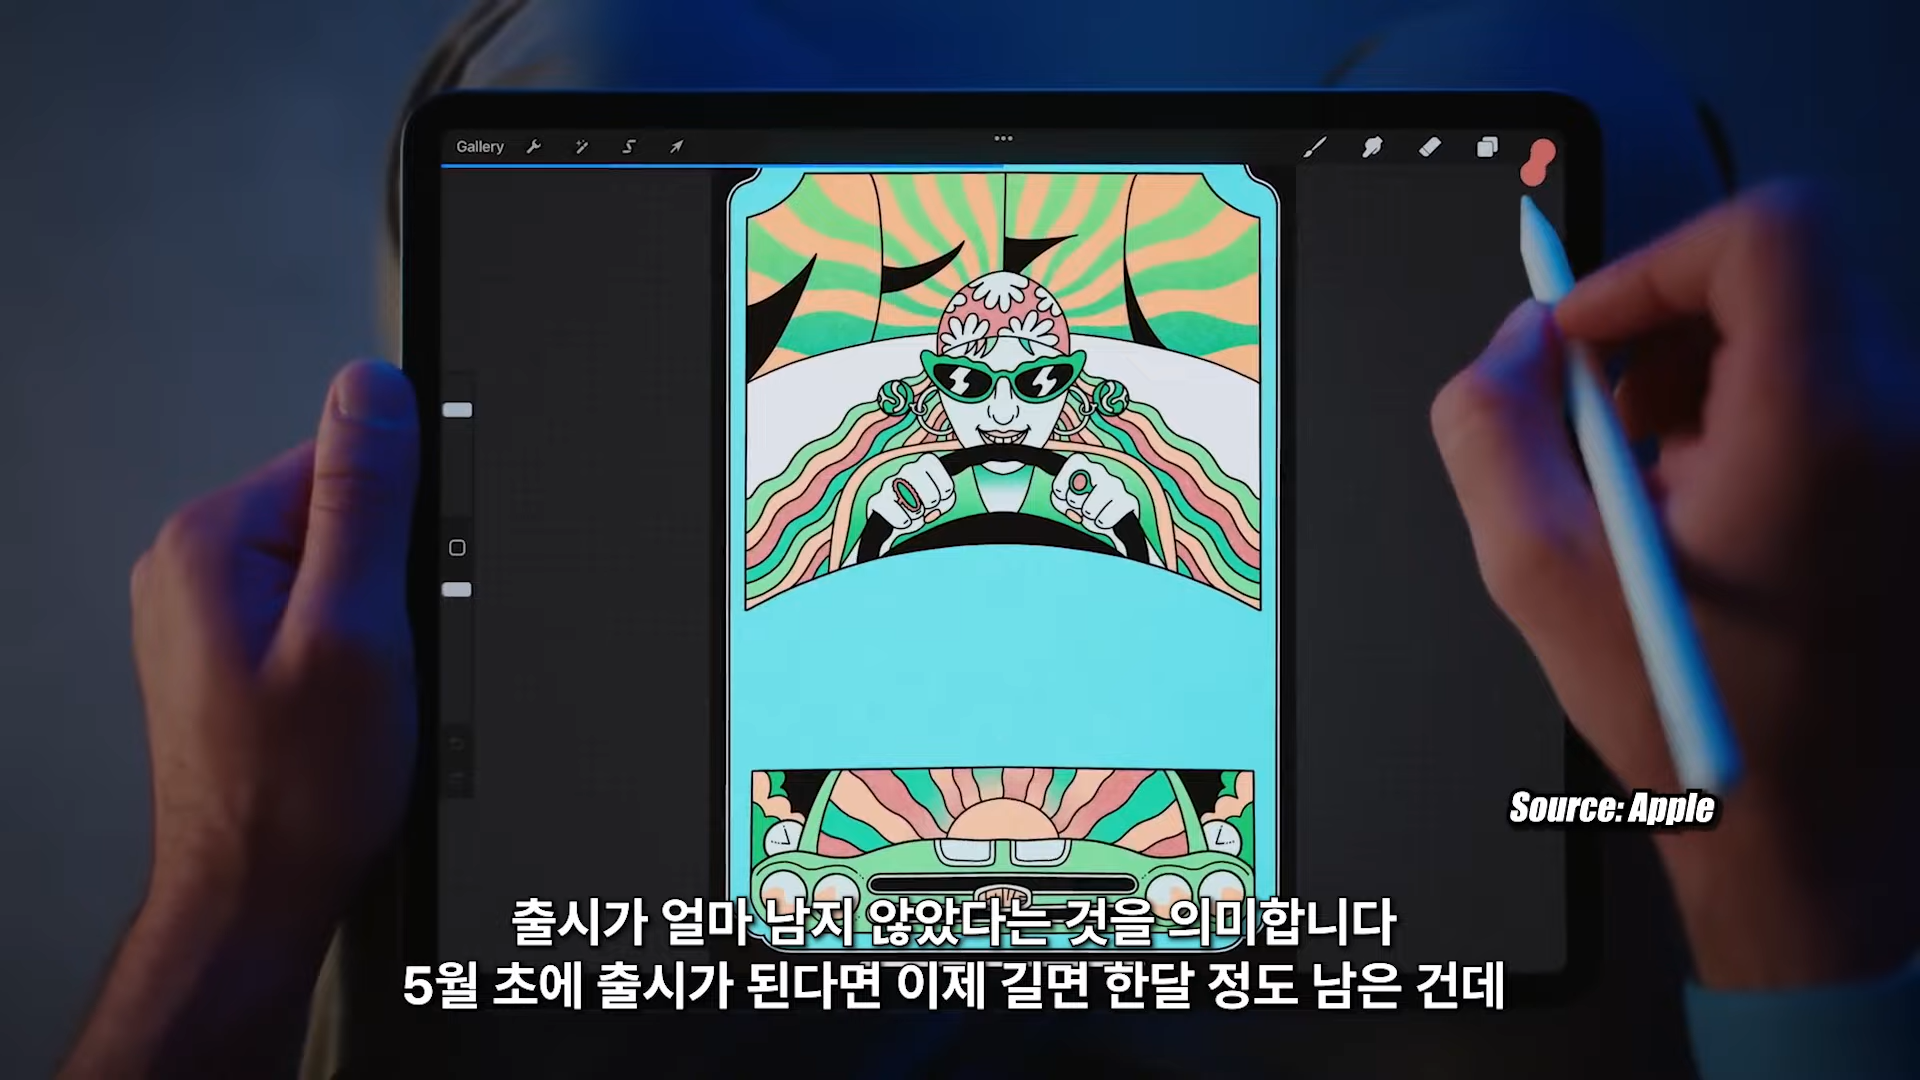 Gallery
Source: Apple
출시가 얼마 남지 않았다는 것을 의미합니다
5월 초에 출시가 된다면 이제 길면 한달 정도 남은 건데